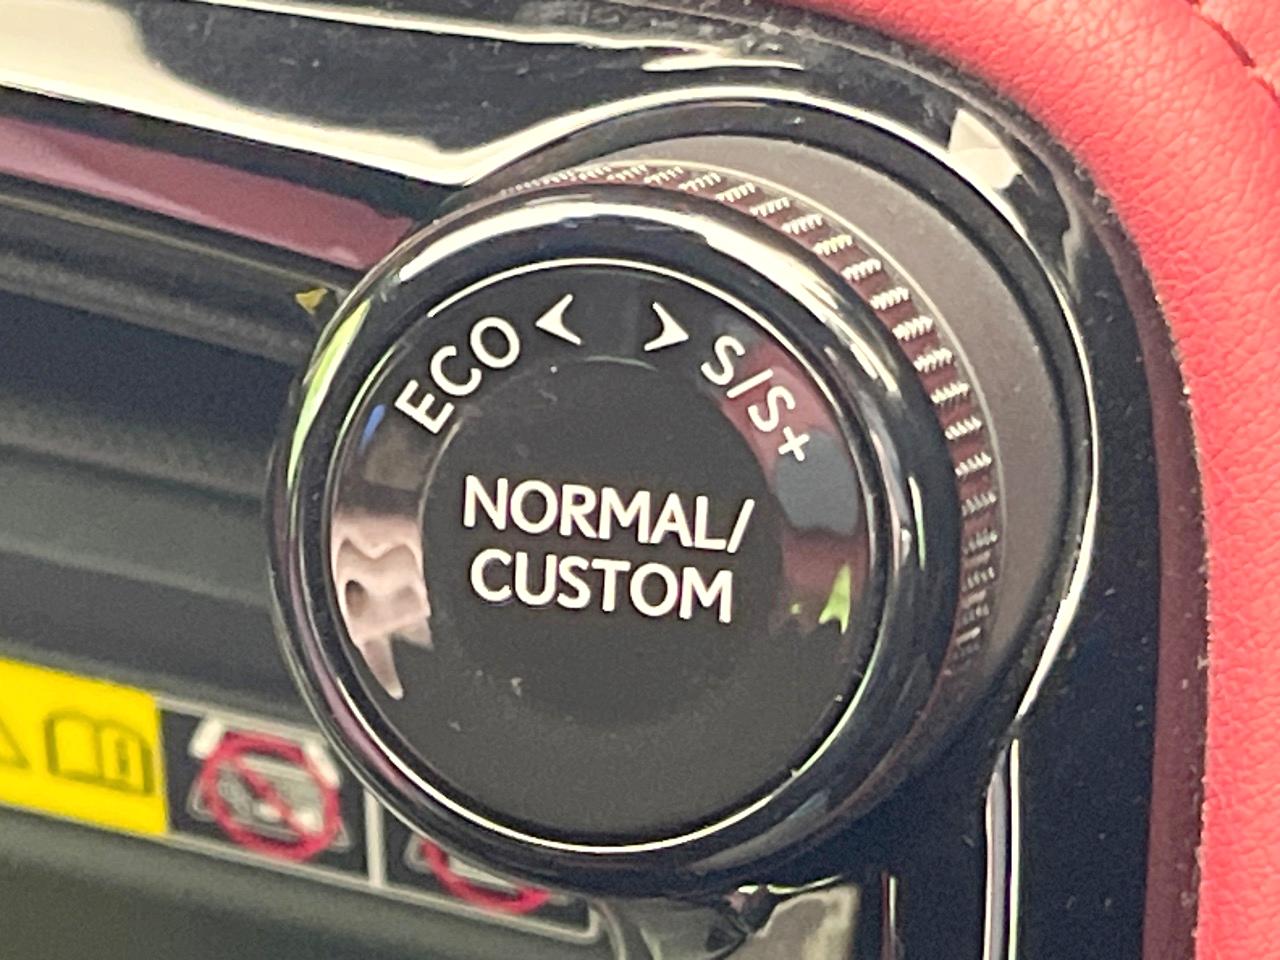 ECO < > S/S+
NORMAL/
CUSTOM